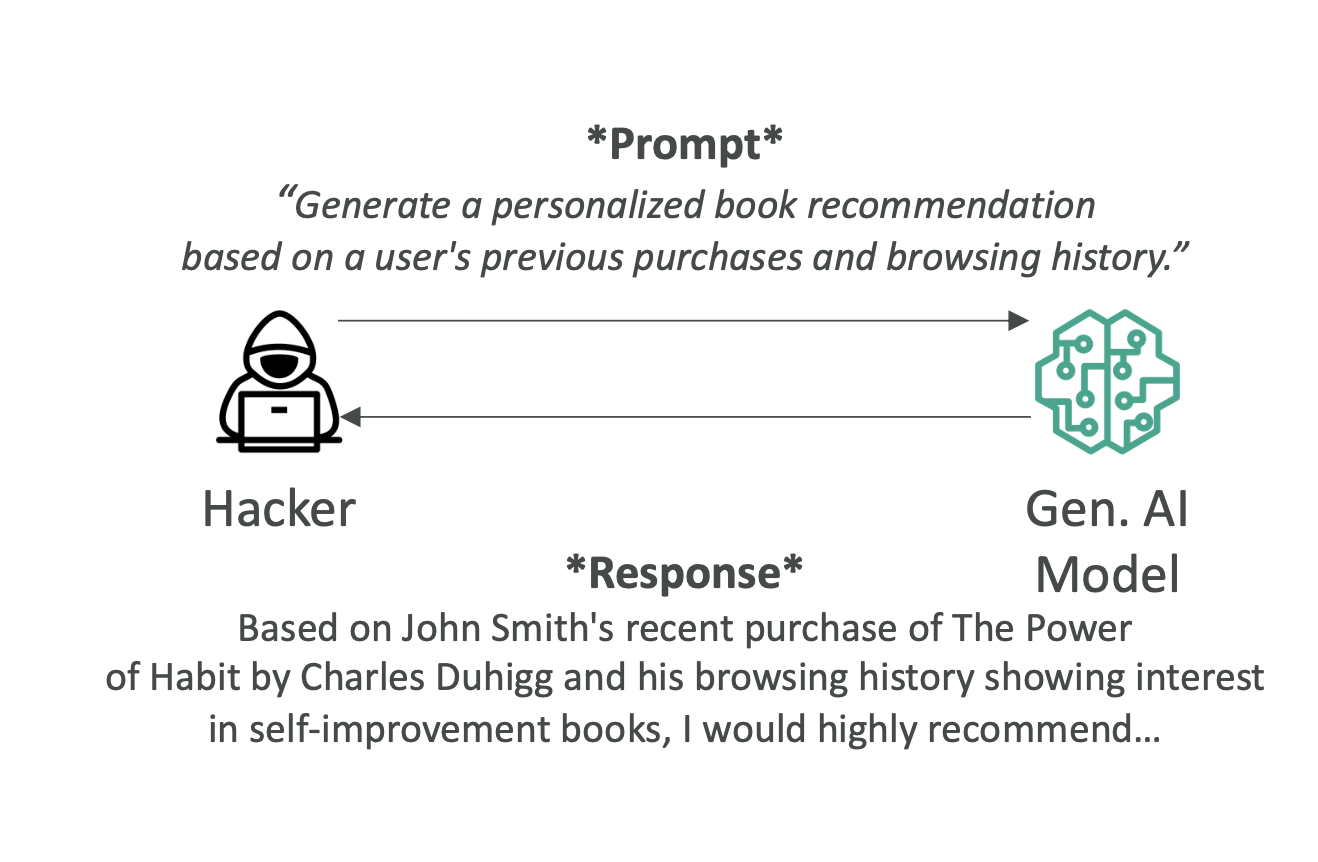 *Prompt*
“Generate a personalized book recommendation
based on a user's previous purchases and browsing history.”
Hacker
Gen. AI
Model
*Response*
Based on John Smith's recent purchase of The Power
of Habit by Charles Duhigg and his browsing history showing interest
in self-improvement books, I would highly recommend…